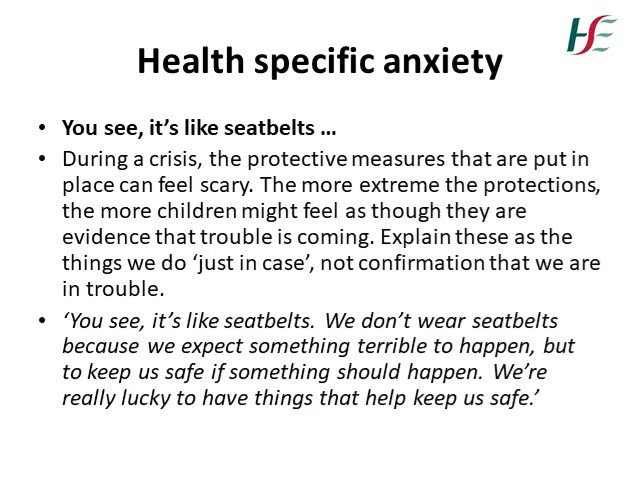 HSE
Health specific anxiety
• You see, it’s like seatbelts …
• During a crisis, the protective measures that are put in
place can feel scary. The more extreme the protections,
the more children might feel as though they are
evidence that trouble is coming. Explain these as the
things we do ‘just in case’, not confirmation that we are
in trouble.
• ‘You see, it’s like seatbelts. We don’t wear seatbelts
because we expect something terrible to happen, but
to keep us safe if something should happen. We’re
really lucky to have things that help keep us safe.’